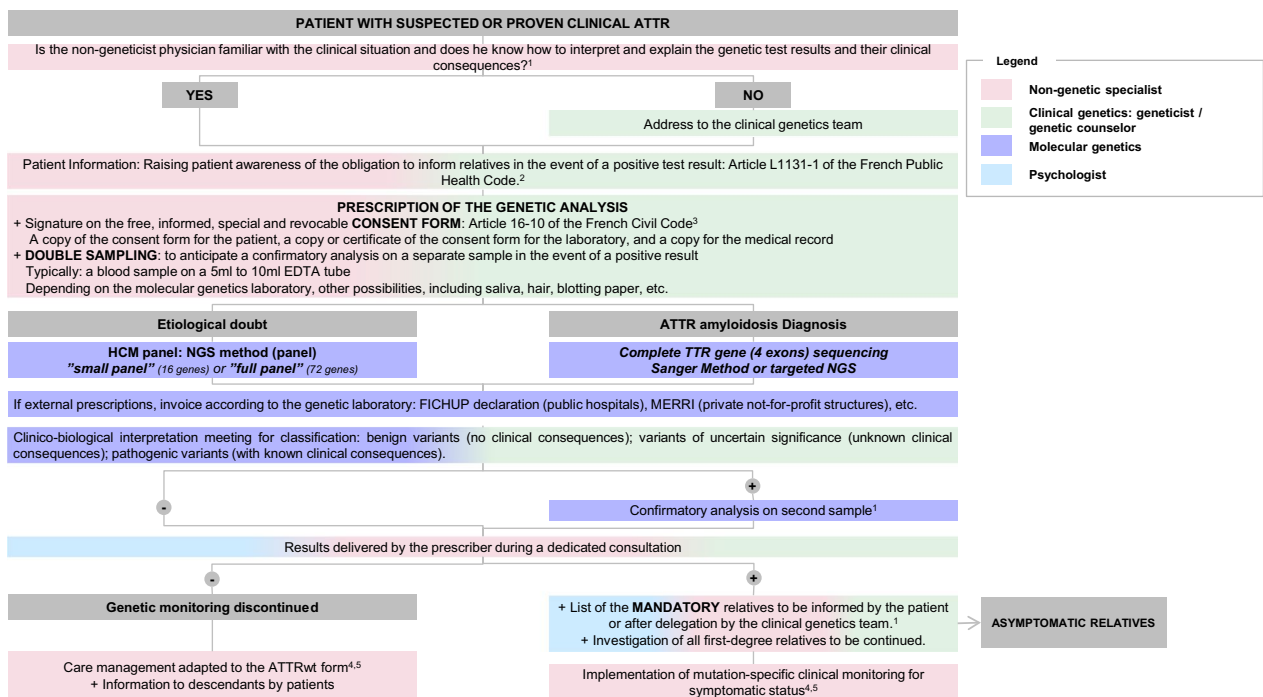 PATIENT WITH SUSPECTED OR PROVEN CLINICAL ATTR
Is the non-geneticist physician familiar with the clinical situation and does he know how to interpret and explain the genetic test results and their clinical
consequences?1
Legend
Non-genetic specialist
Clinical genetics: geneticist /
genetic counselor
Molecular genetics
Psychologist
YES
NO
Address to the clinical genetics team
Patient Information: Raising patient awareness of the obligation to inform relatives in the event of a positive test result: Article L1131-1 of the French Public
Health Code.2
PRESCRIPTION OF THE GENETIC ANALYSIS
+ Signature on the free, informed, special and revocable CONSENT FORM: Article 16-10 of the French Civil Code3
A copy of the consent form for the patient, a copy or certificate of the consent form for the laboratory, and a copy for the medical record
+ DOUBLE SAMPLING: to anticipate a confirmatory analysis on a separate sample in the event of a positive result
Typically: a blood sample on a 5ml to 10ml EDTA tube
Depending on the molecular genetics laboratory, other possibilities, including saliva, hair, blotting paper, etc.
Etiological doubt
ATTR amyloidosis Diagnosis
HCM panel: NGS method (panel)
"small panel" (16 genes) or "full panel" (72 genes)
Complete TTR gene (4 exons) sequencing
Sanger Method or targeted NGS
If external prescriptions, invoice according to the genetic laboratory: FICHUP declaration (public hospitals), MERRI (private not-for-profit structures), etc.
Clinico-biological interpretation meeting for classification: benign variants (no clinical consequences); variants of uncertain significance (unknown clinical
consequences); pathogenic variants (with known clinical consequences).
-
+
Confirmatory analysis on second sample1
Results delivered by the prescriber during a dedicated consultation
-
+
Genetic monitoring discontinued
+ List of the MANDATORY relatives to be informed by the patient
or after delegation by the clinical genetics team.1
+ Investigation of all first-degree relatives to be continued.
ASYMPTOMATIC RELATIVES
Care management adapted to the ATTRwt form4,5
+ Information to descendants by patients
Implementation of mutation-specific clinical monitoring for
symptomatic status4,5